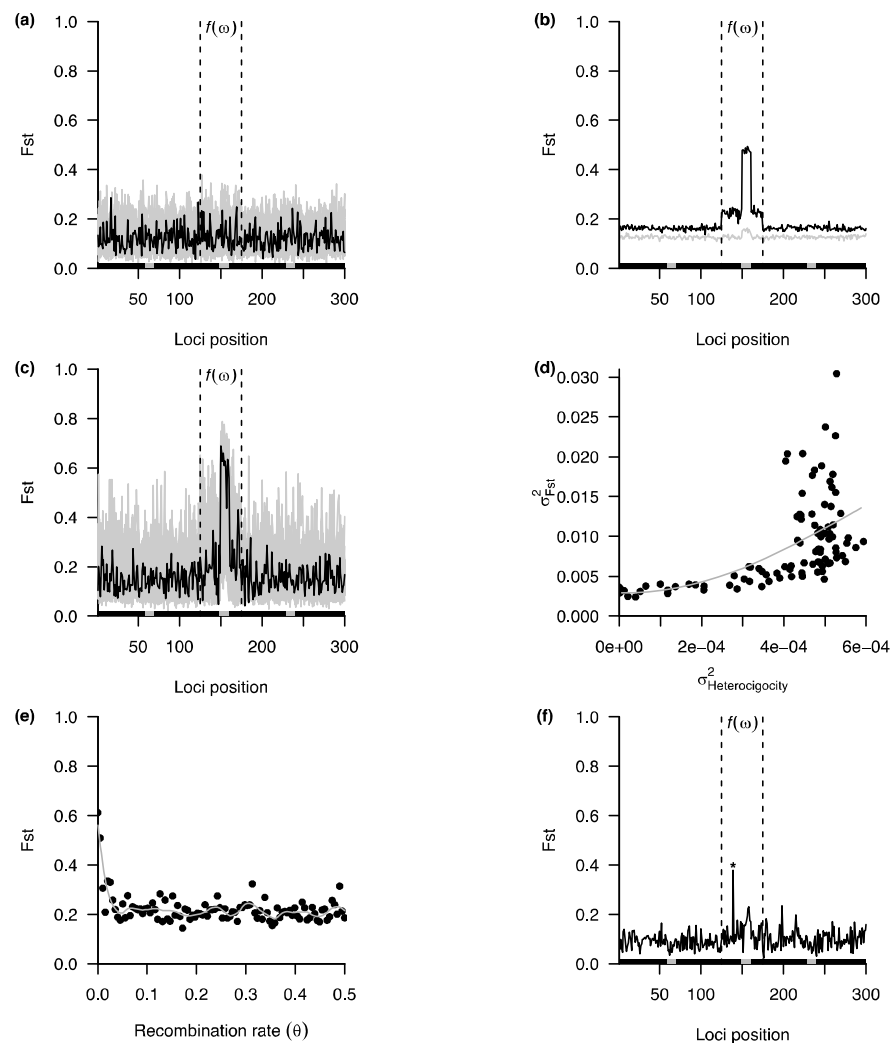 (a)
f(ω)
1.0
0.8
0.6
0.4
0.2
0.0
Fst
50
100
200
300
Loci position
(b)
f(ω)
1.0
0.8
0.6
0.4
0.2
0.0
Fst
50
100
200
300
Loci position
(c)
f(ω)
1.0
0.8
0.6
0.4
0.2
0.0
Fst
50
100
200
300
Loci position
(d)
0.030
0.025
0.020
0.015
0.010
0.005
0.000
σ²Fst
0e+00
2e−04
4e−04
6e−04
σ²Heterocigocity
(e)
1.0
0.8
0.6
0.4
0.2
0.0
Fst
0.0
0.1
0.2
0.3
0.4
0.5
Recombination rate (θ)
(f)
f(ω)
1.0
0.8
0.6
0.4
0.2
0.0
Fst
*
50
100
200
300
Loci position